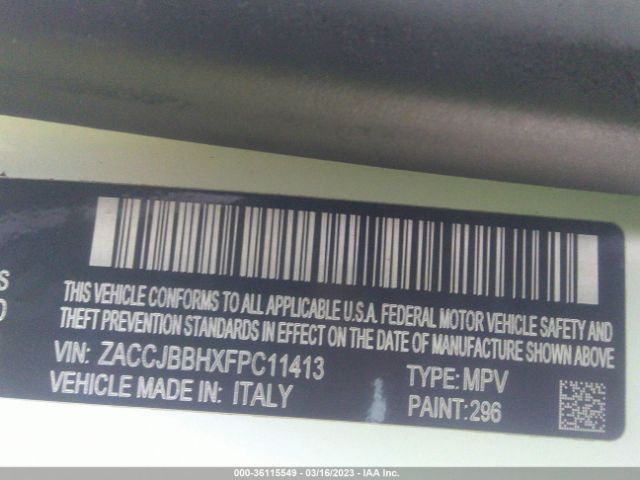 S
D
THIS VEHICLE CONFORMS TO ALL APPLICABLE U.S.A. FEDERAL MOTOR VEHICLE SAFETY AND
THEFT PREVENTION STANDARDS IN EFFECT ON THE DATE OF MANUFACTURE SHOWN ABOVE
VIN: ZACCJBBHXFPC11413 TYPE: MPV
VEHICLE MADE IN: ITALY PAINT: 296
000-36115549 - 03/16/2023 - IAA Inc.